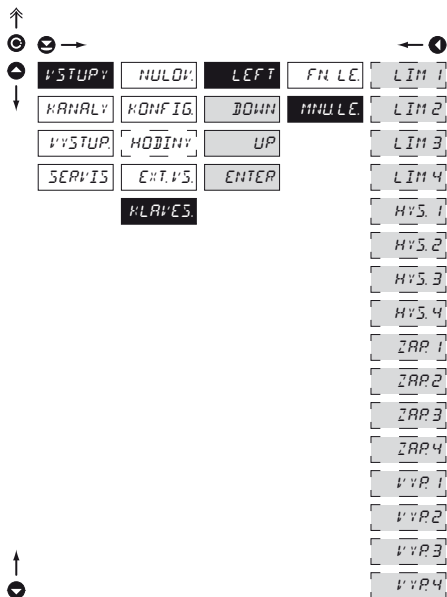 VSTUPY NULOV. LEFT FN. LE. LIM 1
KANALY KONFIG. DOWN MNU. LE. LIM 2
VYSTUP. HODINY UP LIM 3
SERVIS EXT. VS. ENTER LIM 4
KLAVES. HYS. 1
HYS. 2
HYS. 3
HYS. 4
ZAP. 1
ZAP. 2
ZAP. 3
ZAP. 4
VYP. 1
VYP. 2
VYP. 3
VYP. 4